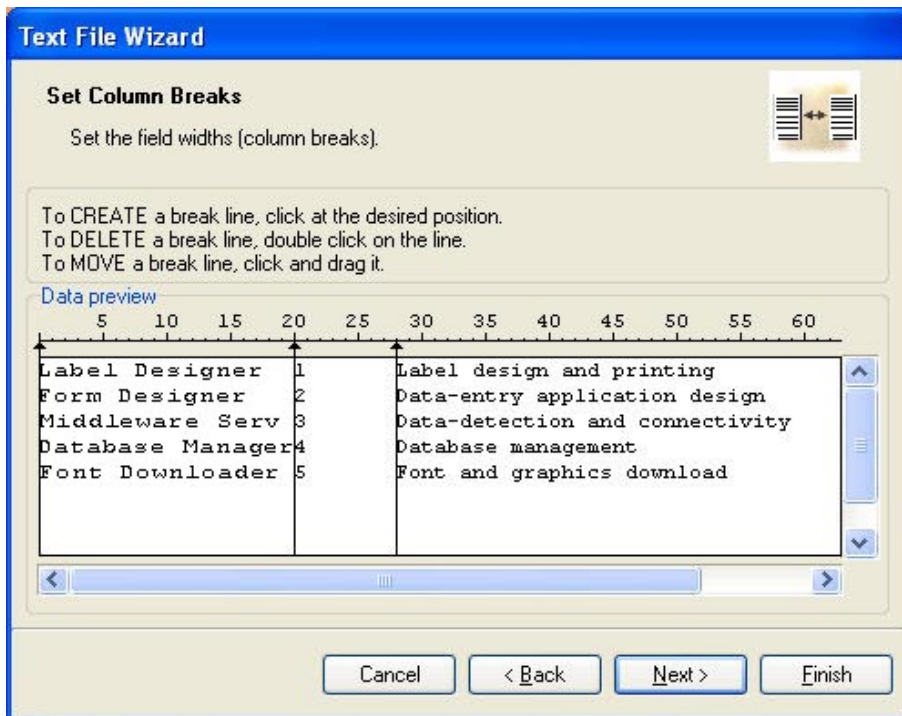 Text File Wizard
Set Column Breaks
Set the field widths (column breaks).
To CREATE a break line, click at the desired position.
To DELETE a break line, double click on the line.
To MOVE a break line, click and drag it.
Data preview
5 10 15 20 25 30 35 40 45 50 55 60
Label Designer 1 Label design and printing
Form Designer 2 Data-entry application design
Middleware Serv 3 Data-detection and connectivity
Database Manager4 Database management
Font Downloader 5 Font and graphics download
Cancel < Back Next > Finish